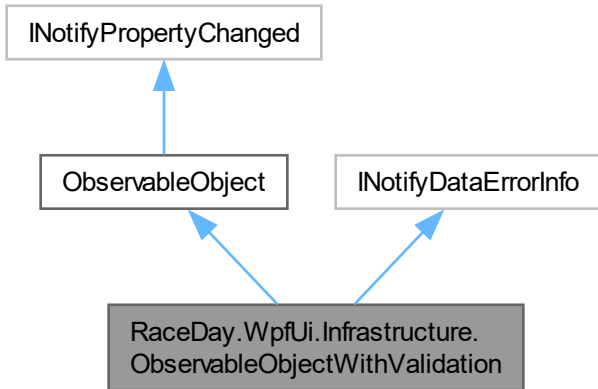 INotifyPropertyChanged
ObservableObject
INotifyDataErrorInfo
RaceDay.WpfUi.Infrastructure.
ObservableObjectWithValidation